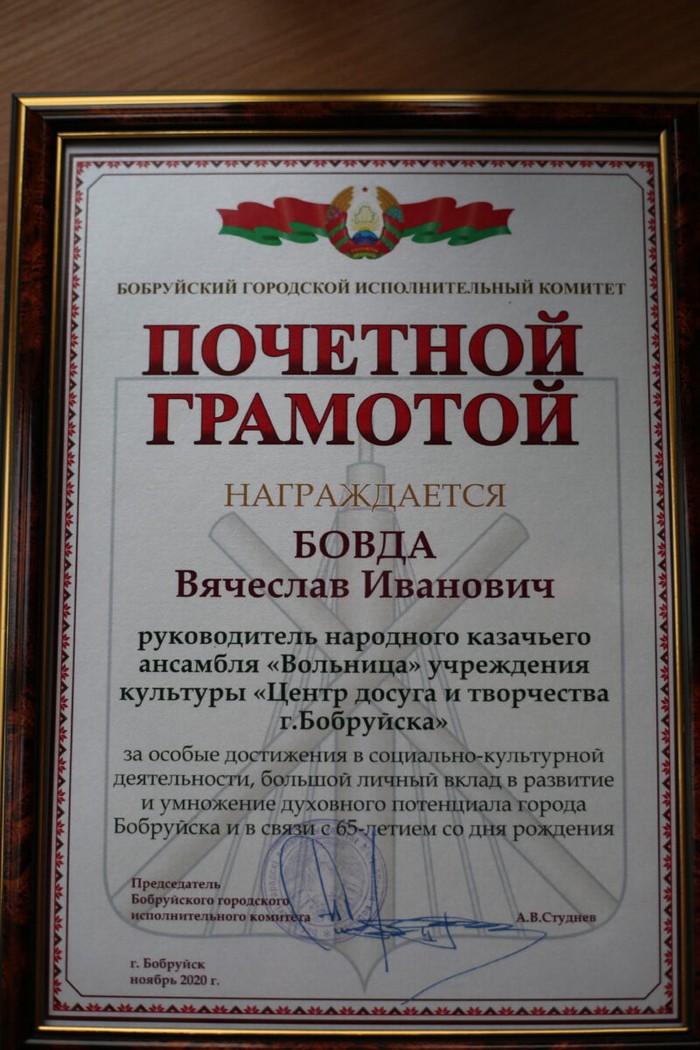 БОБРУЙСКИЙ ГОРОДСКОЙ ИСПОЛНИТЕЛЬНЫЙ КОМИТЕТ
ПОЧЕТНОЙ
ГРАМОТОЙ
НАГРАЖДАЕТСЯ
БОВДА
Вячеслав Иванович
руководитель народного казачьего
ансамбля «Вольница» учреждения
культуры «Центр досуга и творчества
г.Бобруйска»
за особые достижения в социально-культурной
деятельности, большой личный вклад в развитие
и умножение духовного потенциала города
Бобруйска и в связи с 65-летием со дня рождения
Председатель
Бобруйского городского
исполнительного комитета
А.В.Студнев
г. Бобруйск
ноябрь 2020 г.